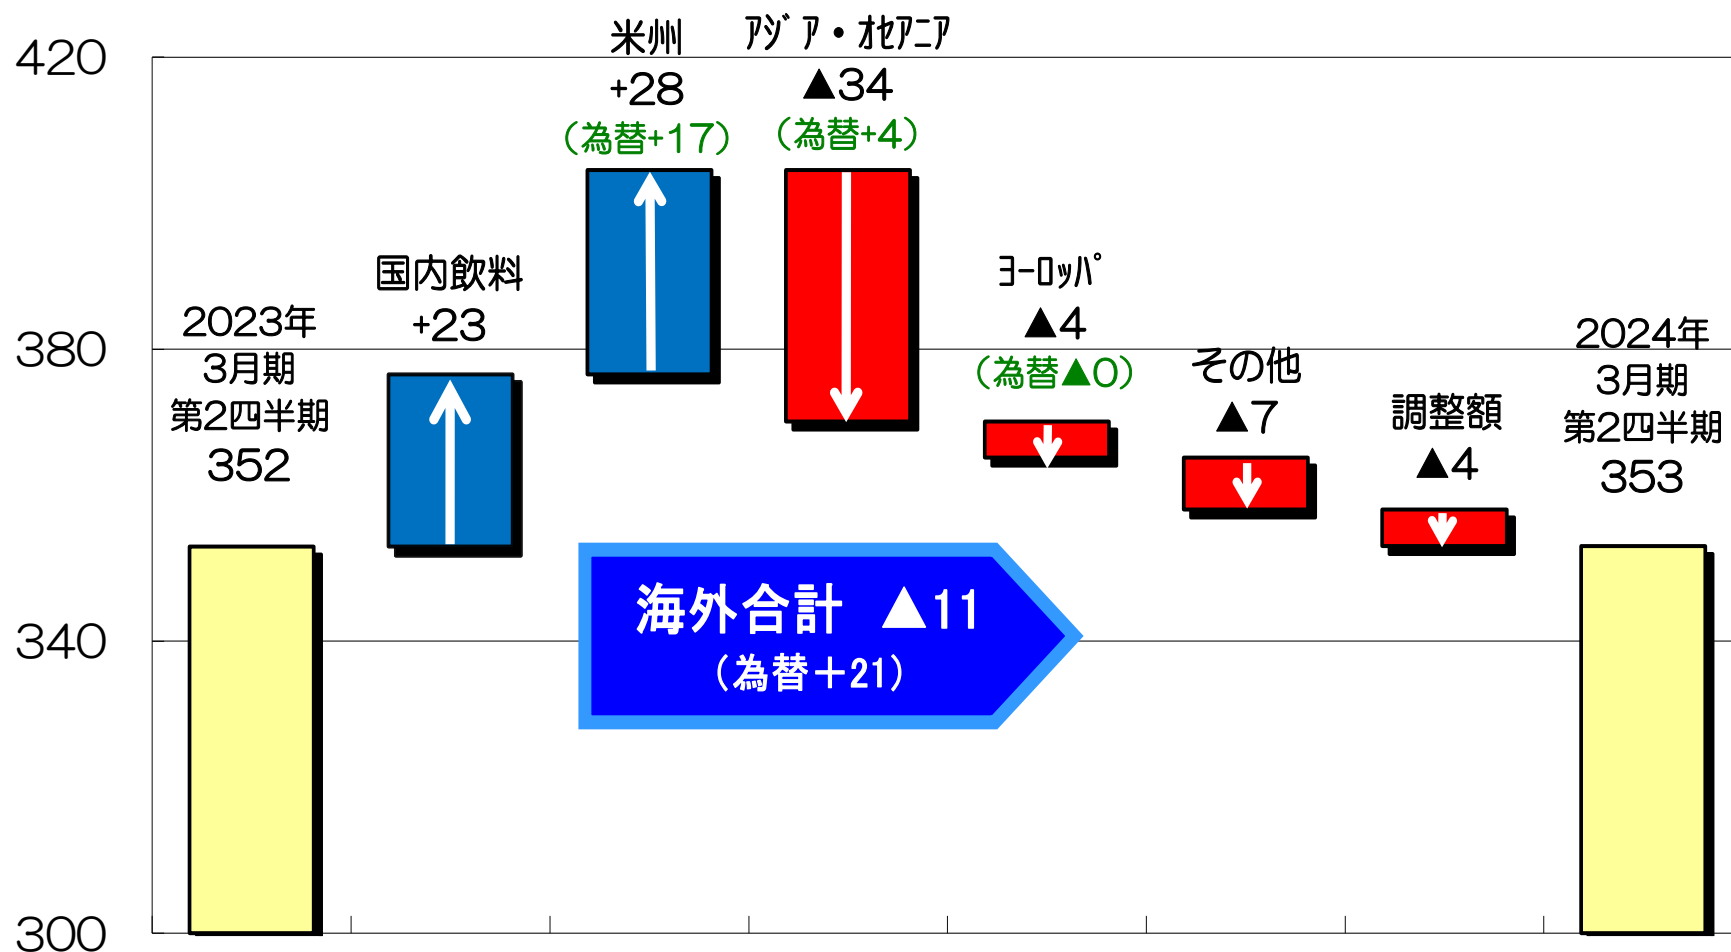 420
380
340
300
2023年
3月期
第2四半期
352
国内飲料
+23
米州
+28
(為替+17)
ｱｼﾞｱ・ｵｾｱﾆｱ
▲34
(為替+4)
ﾖｰﾛｯﾊﾟ
▲4
(為替▲0)
その他
▲7
調整額
▲4
2024年
3月期
第2四半期
353
海外合計 ▲11
(為替＋21)